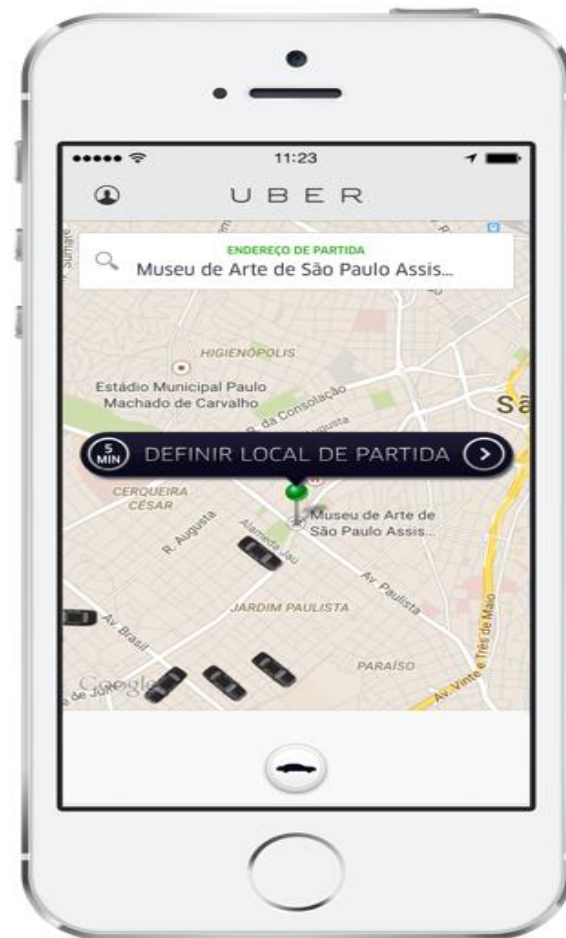 11:23
UBER
ENDEREÇO DE PARTIDA
Museu de Arte de São Paulo Assis...
HIGIENÓPOLIS
Estádio Municipal Paulo
Machado de Carvalho
R. da Consolação
Augusta
5
MIN
DEFINIR LOCAL DE PARTIDA
CERQUEIRA
CÉSAR
Museu de Arte de
São Paulo Assis...
R. Augusta
Alameda Jaú
Av. Paulista
JARDIM PAULISTA
Av. Brasil
PARAÍSO
Av. Vinte e Três de Maio
Google